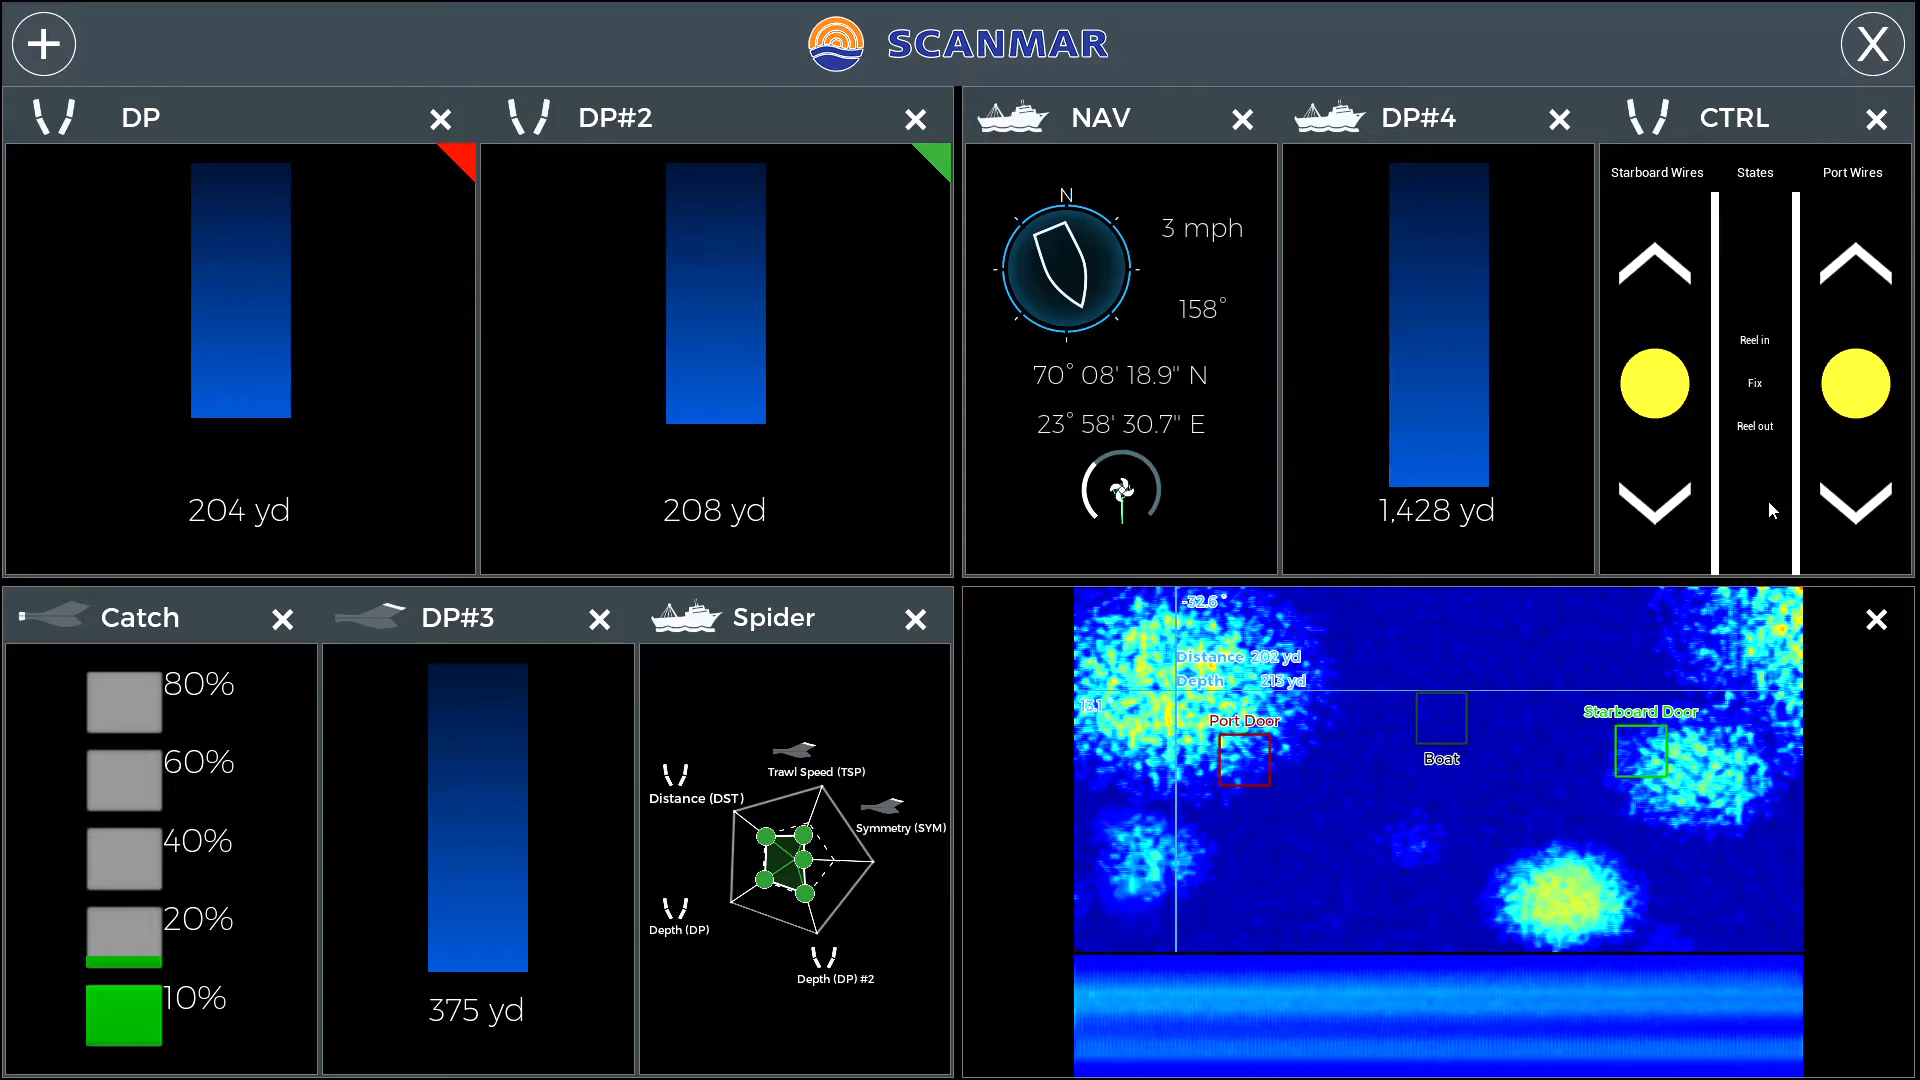 SCANMAR
X
DP
DP#2
204 yd
208 yd
NAV
DP#4
CTRL
N
3 mph
158°
70° 08' 18.9" N
23° 58' 30.7" E
1,428 yd
Starboard Wires
States
Port Wires
Reel in
Fix
Reel out
Catch
DP#3
Spider
80%
60%
40%
20%
10%
375 yd
Trawl Speed (TSP)
Distance (DST)
Symmetry (SYM)
Depth (DP)
Depth (DP) #2
-32.6°
Distance 202 yd
Depth 213 yd
13.1
Port Door
Starboard Door
Boat